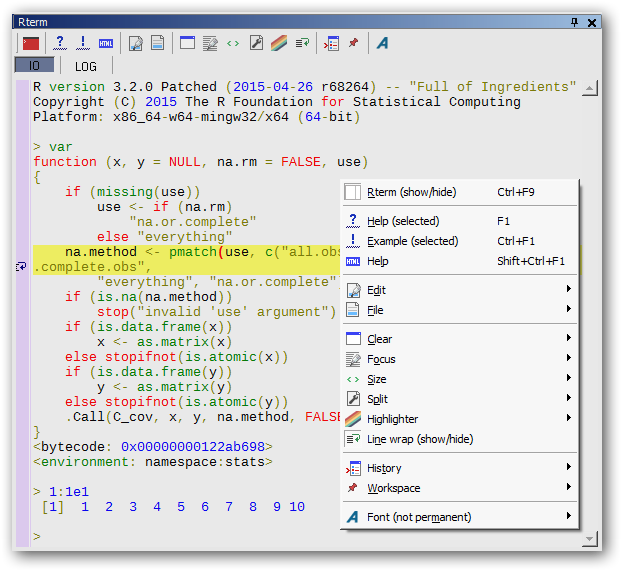 Rterm
IO LOG
R version 3.2.0 Patched (2015-04-26 r68264) -- "Full of Ingredients"
Copyright (C) 2015 The R Foundation for Statistical Computing
Platform: x86_64-w64-mingw32/x64 (64-bit)
> var
function (x, y = NULL, na.rm = FALSE, use)
{
    if (missing(use))
        use <- if (na.rm)
            "na.or.complete"
        else "everything"
    na.method <- pmatch(use, c("all.obs
.complete.obs",
        "everything", "na.or.complete")
    if (is.na(na.method))
        stop("invalid 'use' argument")
    if (is.data.frame(x))
        x <- as.matrix(x)
    else stopifnot(is.atomic(x))
    if (is.data.frame(y))
        y <- as.matrix(y)
    else stopifnot(is.atomic(y))
    .Call(C_cov, x, y, na.method, FALSE
}
<bytecode: 0x00000000122ab698>
<environment: namespace:stats>
> 1:1e1
 [1]  1  2  3  4  5  6  7  8  9 10
>
Rterm (show/hide) Ctrl+F9
? Help (selected) F1
! Example (selected) Ctrl+F1
HTML Help Shift+Ctrl+F1
Edit
File
Clear
Focus
Size
Split
Highlighter
Line wrap (show/hide)
History
Workspace
A Font (not permanent)